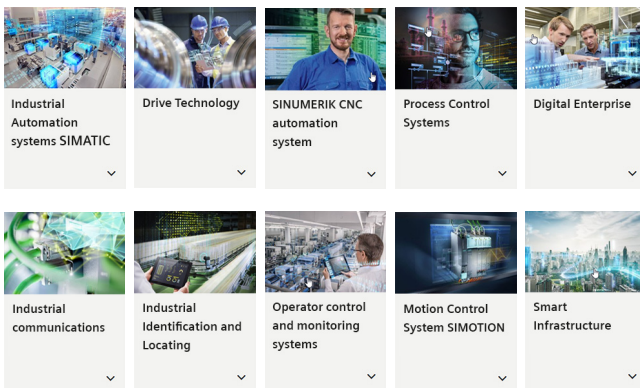 Industrial
Automation
systems SIMATIC
Drive Technology
SINUMERIK CNC
automation
system
Process Control
Systems
Digital Enterprise
Industrial
communications
Industrial
Identification and
Locating
Operator control
and monitoring
systems
Motion Control
System SIMOTION
Smart
Infrastructure